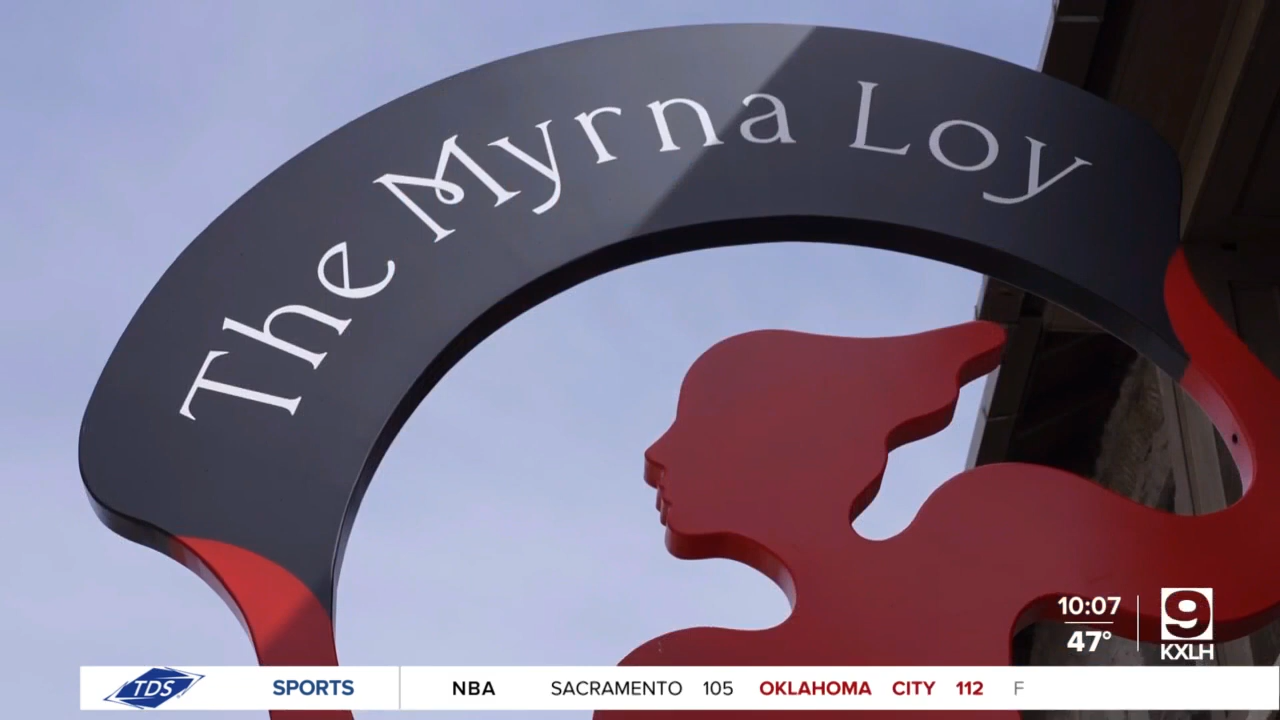 The Myrna Loy
10:07
47°
9
KXLH
TDS SPORTS NBA SACRAMENTO 105 OKLAHOMA CITY 112 F